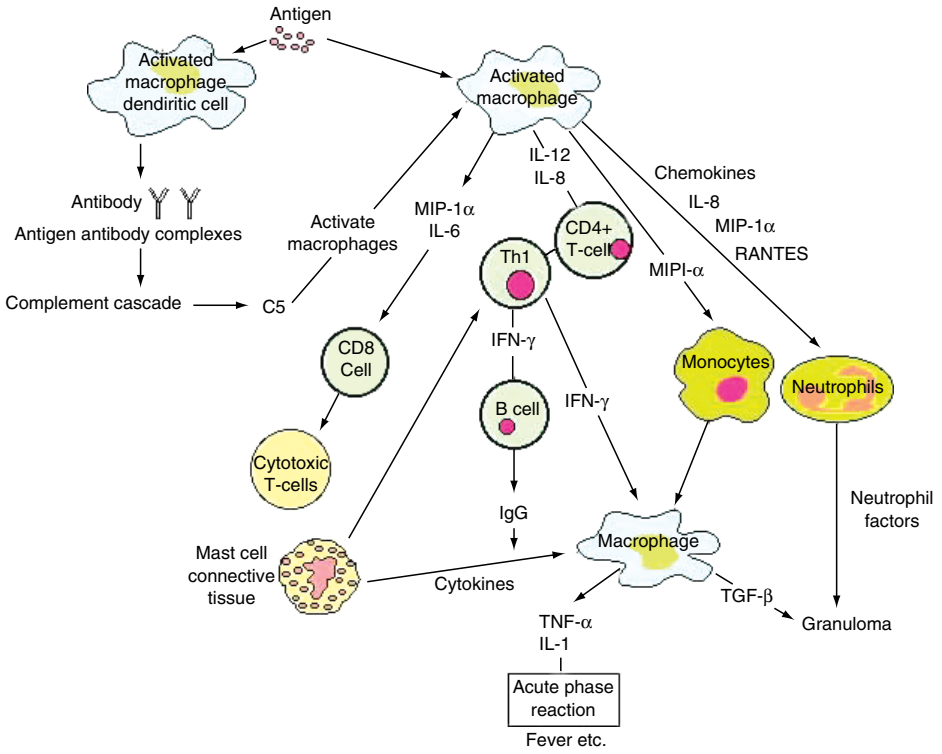 Antigen
Activated
macrophage
dendiritic cell
Activated
macrophage
Antibody
Antigen antibody complexes
Complement cascade
C5
Activate
macrophages
MIP-1α
IL-6
IL-12
IL-8
CD4+
T-cell
Th1
MIPI-α
Chemokines
IL-8
MIP-1α
RANTES
CD8
Cell
IFN-γ
B cell
IFN-γ
Monocytes
Neutrophils
Cytotoxic
T-cells
IgG
Mast cell
connective
tissue
Cytokines
Macrophage
Neutrophil
factors
TGF-β
Granuloma
TNF-α
IL-1
Acute phase
reaction
Fever etc.